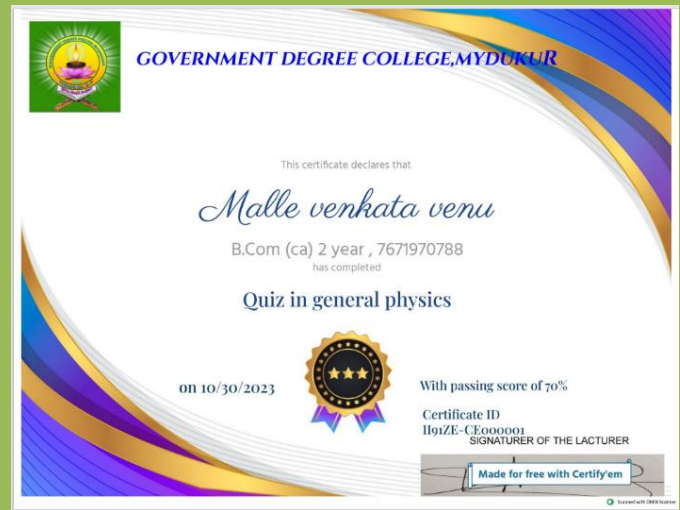 GOVERNMENT DEGREE COLLEGE,MYDUKUR
This certificate declares that
Malle venkata venu
B.Com (ca) 2 year , 7671970788
has completed
Quiz in general physics
on 10/30/2023
With passing score of 70%
Certificate ID
II91ZE-CE000001
SIGNATURER OF THE LACTURER
Made for free with Certify'em
Scanned with OKEN Scanner